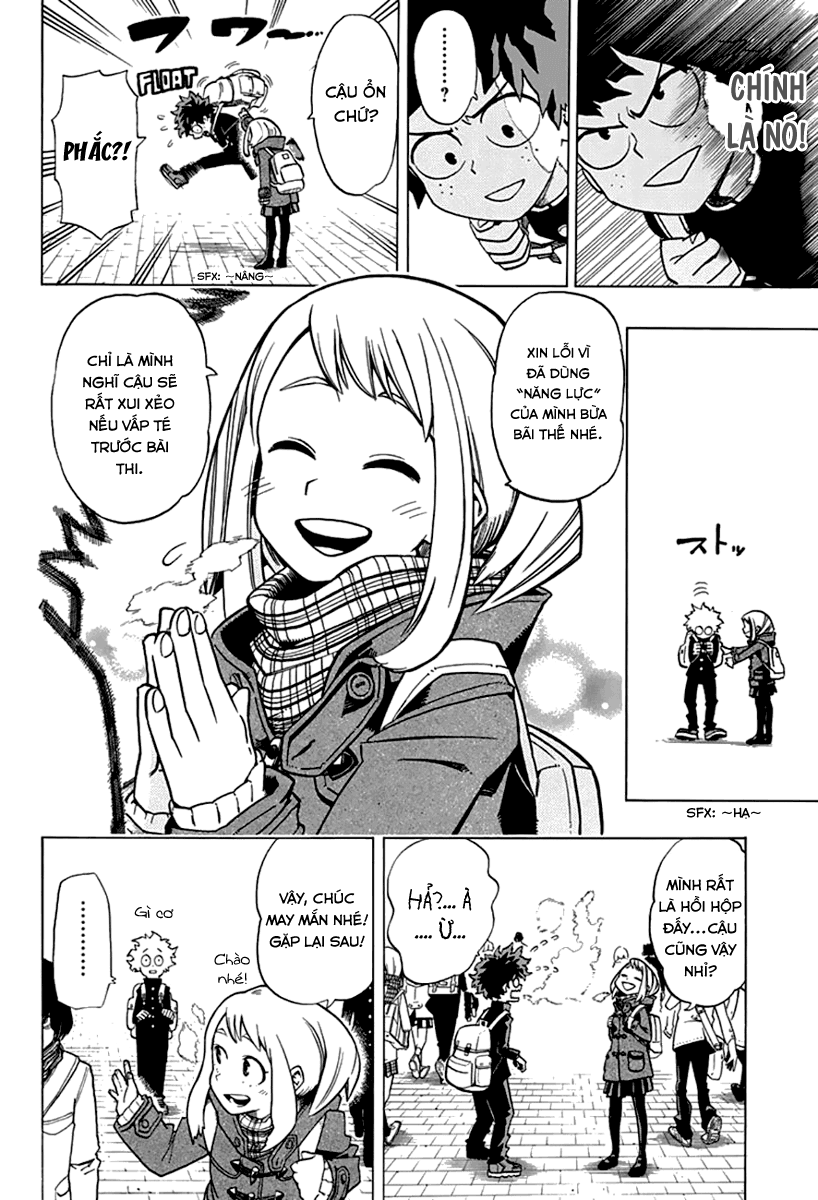 CHÍNH
LÀ NÓ!
.........?
フワ〜
FLOAT
CẬU ỔN
CHỨ?
PHẮC?!
SFX: ~NÂNG~
XIN LỖI VÌ
ĐÃ DÙNG
"NĂNG LỰC"
CỦA MÌNH BỪA
BÃI THẾ NHÉ.
CHỈ LÀ MÌNH
NGHĨ CẬU SẼ
RẤT XUI XẺO
NẾU VẤP TÉ
TRƯỚC BÀI
THI.
ストッ
SFX: ~HẠ~
MÌNH RẤT
LÀ HỒI HỘP
ĐẤY...CẬU
CŨNG VẬY
NHỈ?
HẢ?... À
.... Ừ...
VẬY, CHÚC
MAY MẮN NHÉ!
GẶP LẠI SAU!
Chào
nhé!
Gì cơ
.........